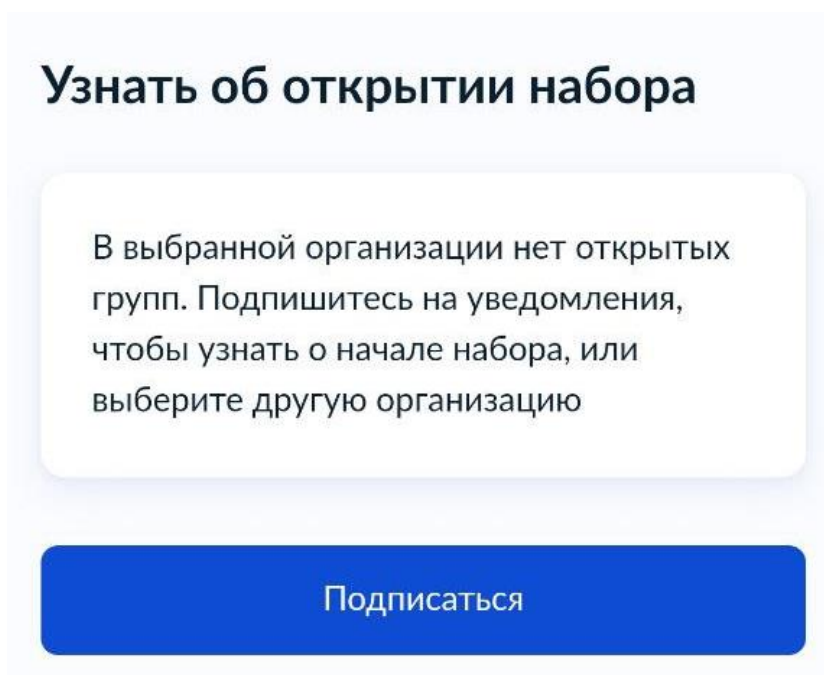 Узнать об открытии набора
В выбранной организации нет открытых
групп. Подпишитесь на уведомления,
чтобы узнать о начале набора, или
выберите другую организацию
Подписаться